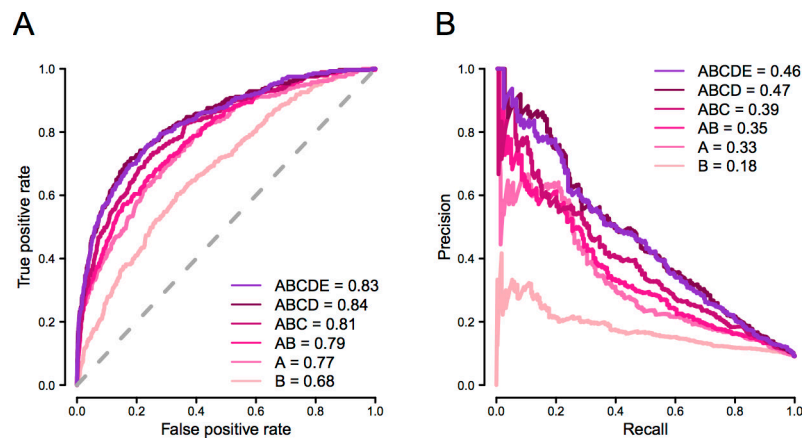 A
True positive rate
1.0
0.8
0.6
0.4
0.2
0.0
ABCDE = 0.83
ABCD = 0.84
ABC = 0.81
AB = 0.79
A = 0.77
B = 0.68
0.0 0.2 0.4 0.6 0.8 1.0
False positive rate
B
Precision
1.0
0.8
0.6
0.4
0.2
0.0
ABCDE = 0.46
ABCD = 0.47
ABC = 0.39
AB = 0.35
A = 0.33
B = 0.18
0.0 0.2 0.4 0.6 0.8 1.0
Recall